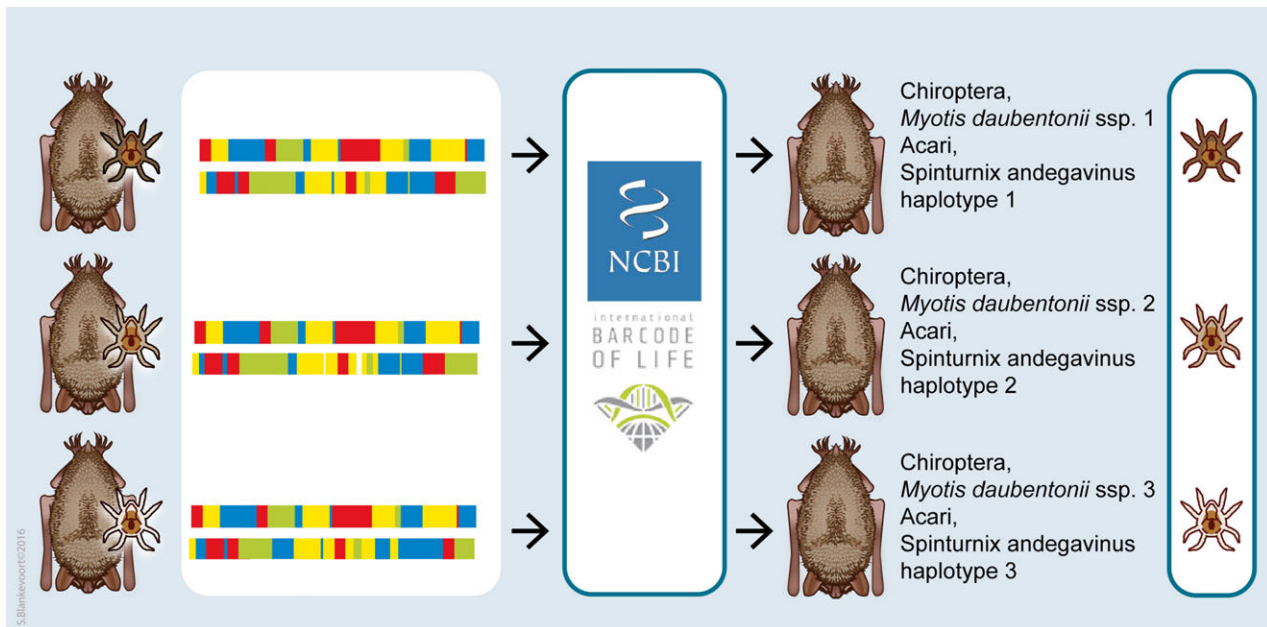 NCBI
international
BARCODE
OF LIFE
Chiroptera,
Myotis daubentonii ssp. 1
Acari,
Spinturnix andegavinus
haplotype 1
Chiroptera,
Myotis daubentonii ssp. 2
Acari,
Spinturnix andegavinus
haplotype 2
Chiroptera,
Myotis daubentonii ssp. 3
Acari,
Spinturnix andegavinus
haplotype 3
S.Blankevoort©2016